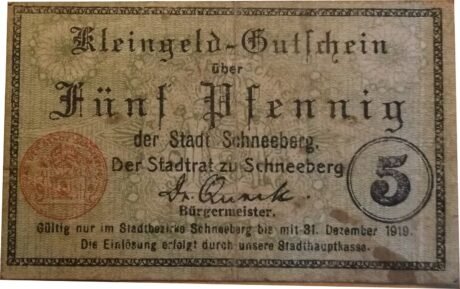 Kleingeld-Gutschein
über
Fünf Pfennig
der Stadt Schneeberg.
Der Stadtrat zu Schneeberg
5
Bürgermeister.
Gültig nur im Stadtbezirke Schneeberg bis mit 31. Dezember 1919.
Die Einlösung erfolgt durch unsere Stadthauptkasse.